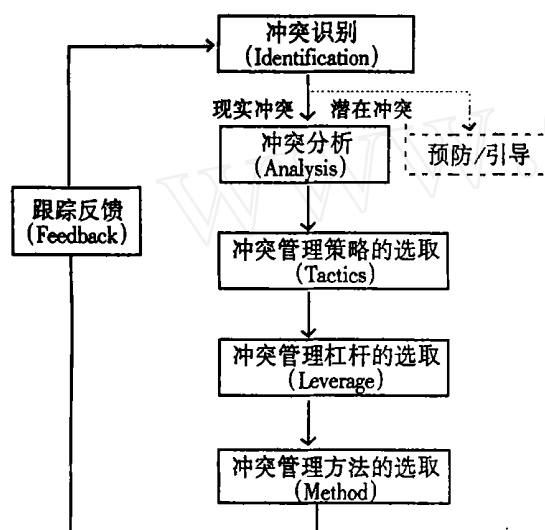 冲突识别
(Identification)
现实冲突
潜在冲突
冲突分析
(Analysis)
预防/引导
跟踪反馈
(Feedback)
冲突管理策略的选取
(Tactics)
冲突管理杠杆的选取
(Leverage)
冲突管理方法的选取
(Method)